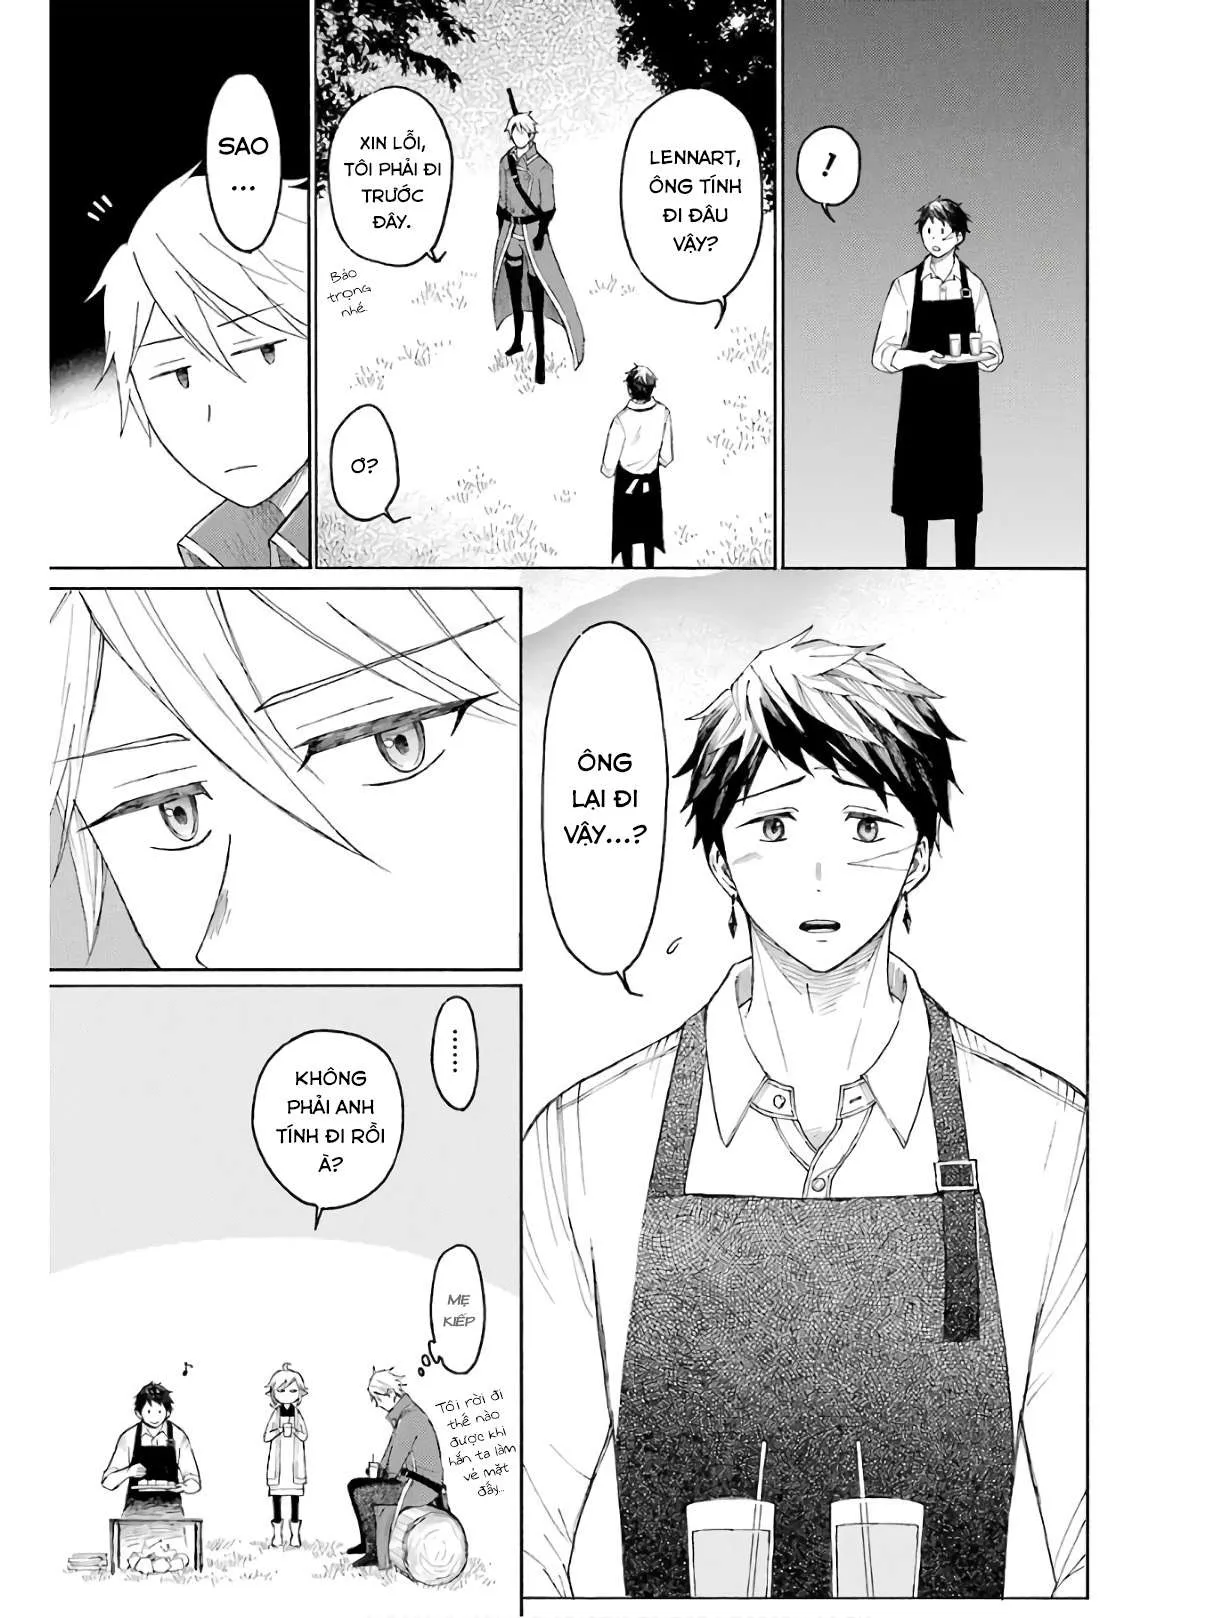 !
LENNART,
ÔNG TÍNH
ĐI ĐÂU
VẬY?
XIN LỖI,
TÔI PHẢI ĐI
TRƯỚC
ĐÂY.
Bảo
trọng
nhé
Ơ?
SAO
...
ÔNG
LẠI ĐI
VẬY...?
.......
KHÔNG
PHẢI ANH
TÍNH ĐI RỒI
À?
MẸ
KIẾP
Tôi rời đi
thế nào
được khi
hắn ta làm
vẻ mặt
đấy..